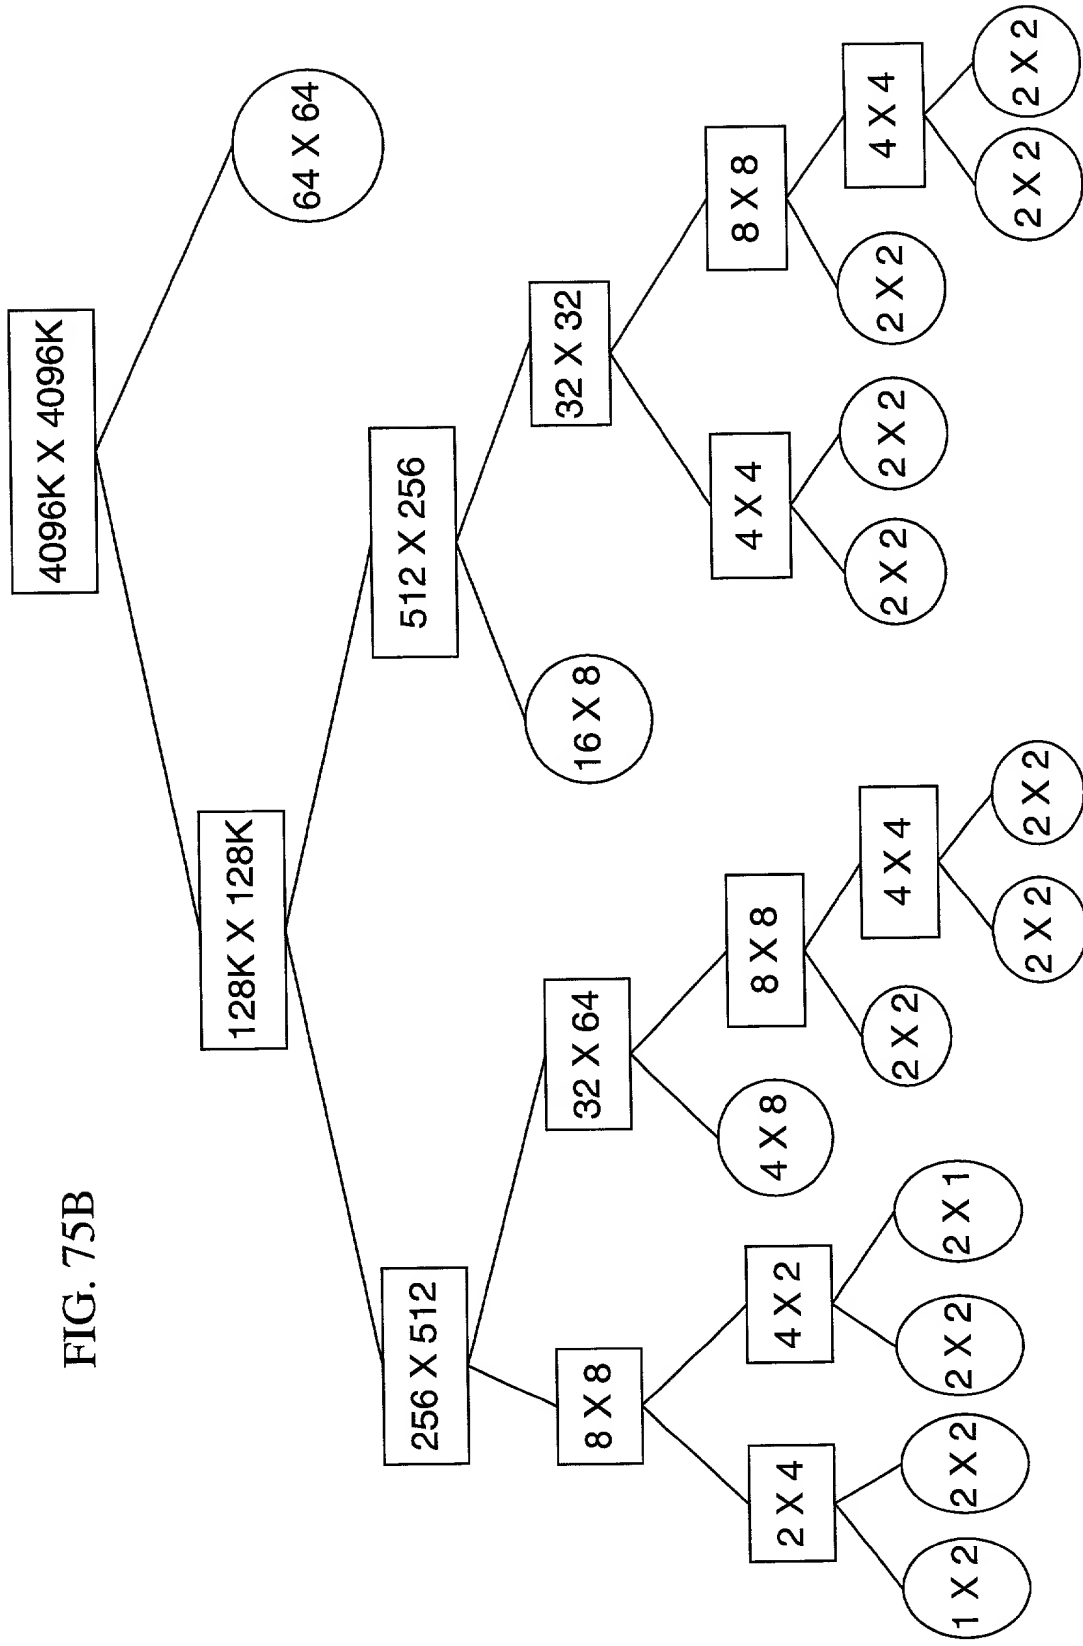 FIG. 75B
4096K X 4096K
128K X 128K
64 X 64
256 X 512
512 X 256
8 X 8
32 X 64
16 X 8
32 X 32
2 X 4
4 X 2
4 X 8
8 X 8
4 X 4
8 X 8
1 X 2
2 X 2
2 X 2
2 X 1
2 X 2
4 X 4
2 X 2
2 X 2
2 X 2
4 X 4
2 X 2
2 X 2
2 X 2
2 X 2